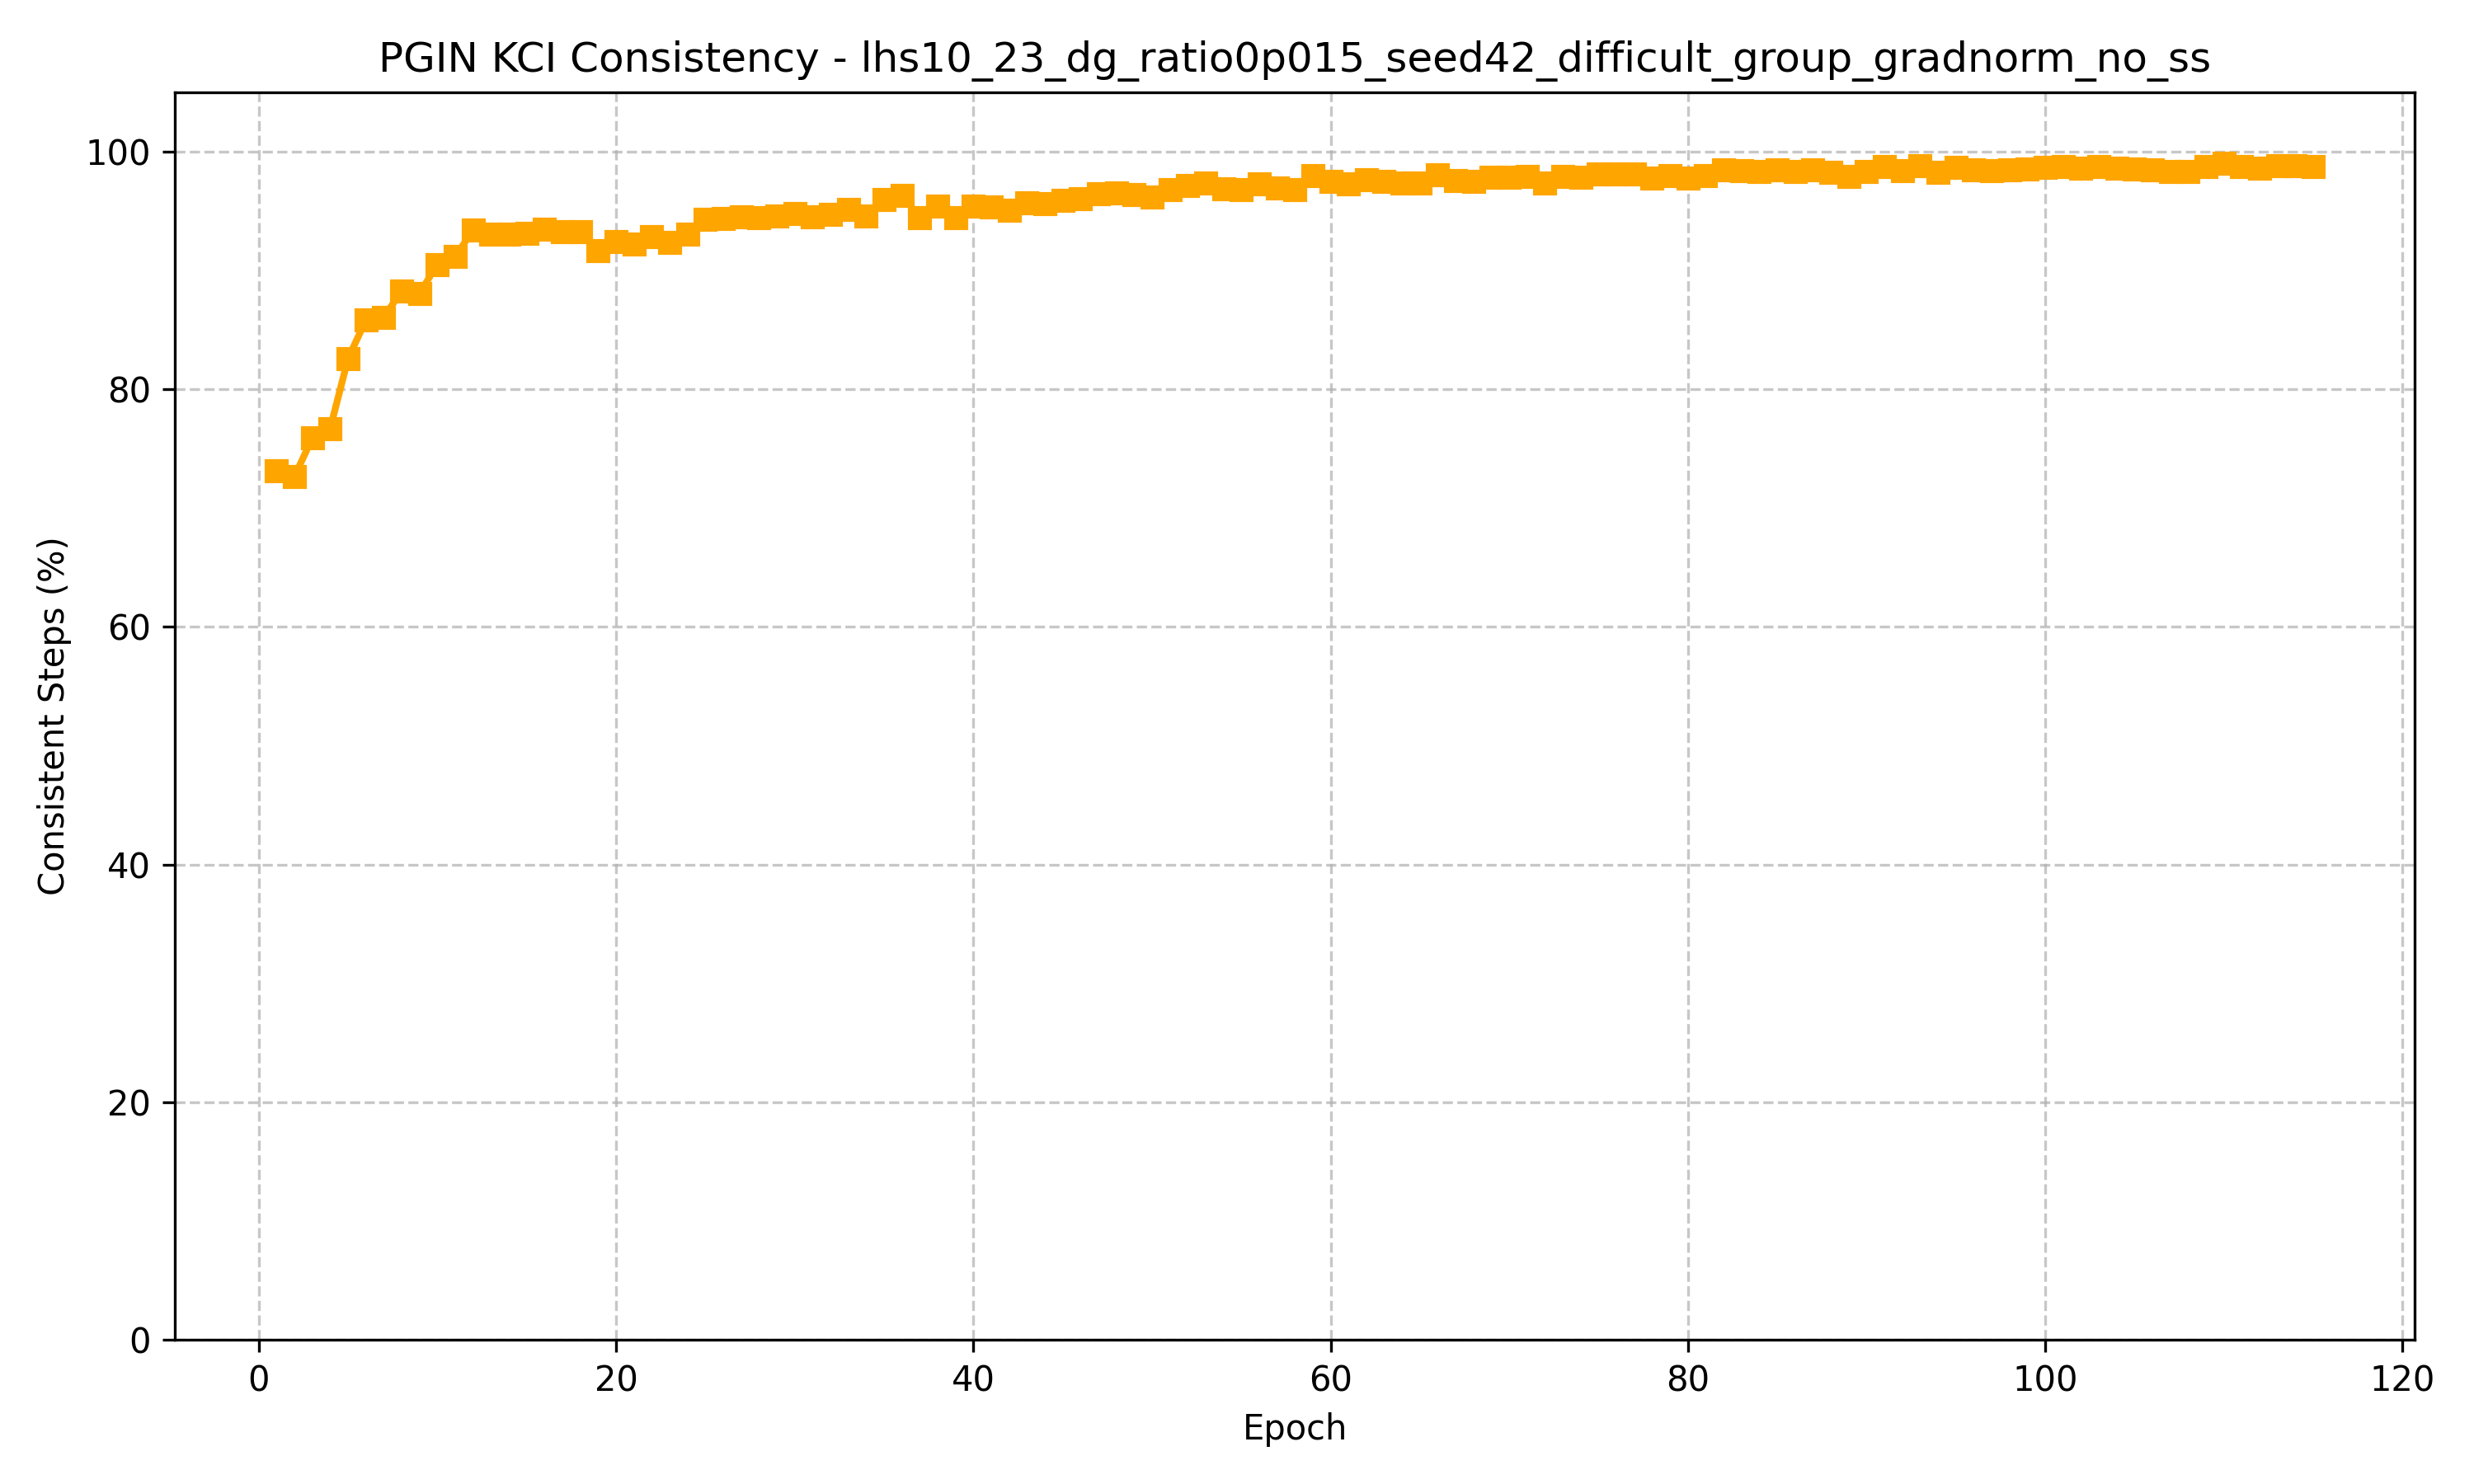 PGIN KCI Consistency - lhs10_23_dg_ratio0p015_seed42_difficult_group_gradnorm_no_ss
Consistent Steps (%)
100
80
60
40
20
0
0 20 40 60 80 100 120
Epoch